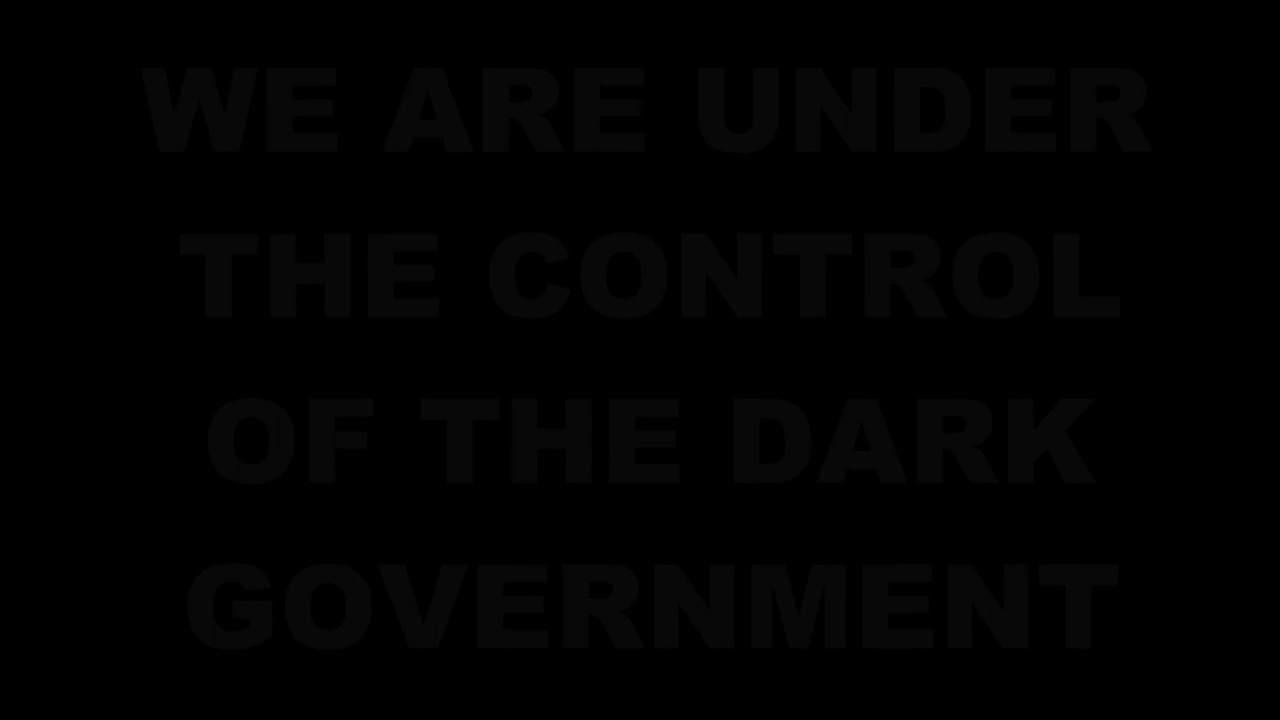 WE ARE UNDER
THE CONTROL
OF THE DARK
GOVERNMENT